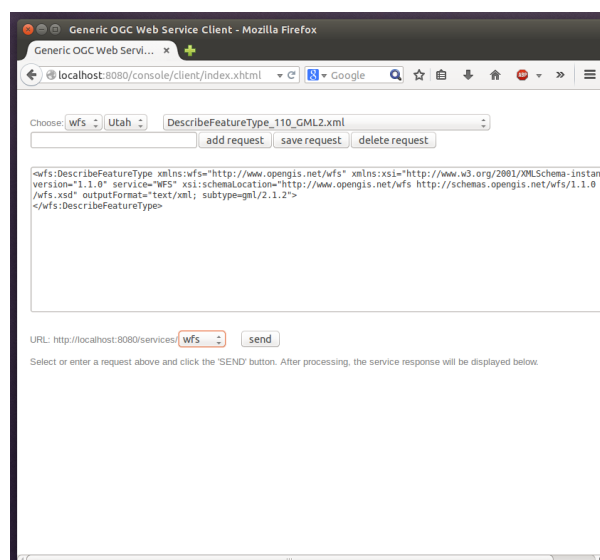 Generic OGC Web Service Client - Mozilla Firefox
Generic OGC Web Servi... ×
localhost:8080/console/client/index.xhtml Google
Choose: wfs Utah DescribeFeatureType_110_GML2.xml
add request save request delete request
<wfs:DescribeFeatureType xmlns:wfs="http://www.opengis.net/wfs" xmlns:xsi="http://www.w3.org/2001/XMLSchema-instan
version="1.1.0" service="WFS" xsi:schemaLocation="http://www.opengis.net/wfs http://schemas.opengis.net/wfs/1.1.0
/wfs.xsd" outputFormat="text/xml; subtype=gml/2.1.2">
</wfs:DescribeFeatureType>
URL: http://localhost:8080/services/ wfs send
Select or enter a request above and click the 'SEND' button. After processing, the service response will be displayed below.